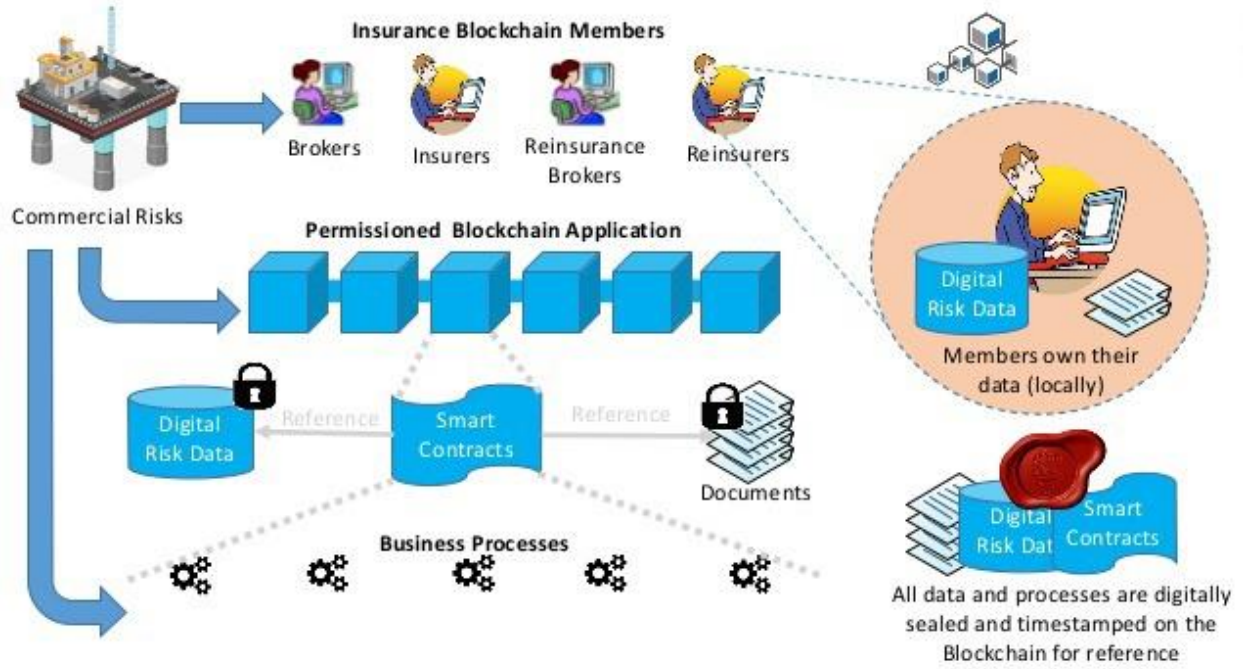 Insurance Blockchain Members
Brokers
Insurers
Reinsurance
Brokers
Reinsurers
Commercial Risks
Permissioned Blockchain Application
Digital
Risk Data
Members own their
data (locally)
Digital
Risk Data
Reference
Smart
Contracts
Reference
Documents
Business Processes
Digital
Risk Dat
Smart
Contracts
All data and processes are digitally
sealed and timestamped on the
Blockchain for reference